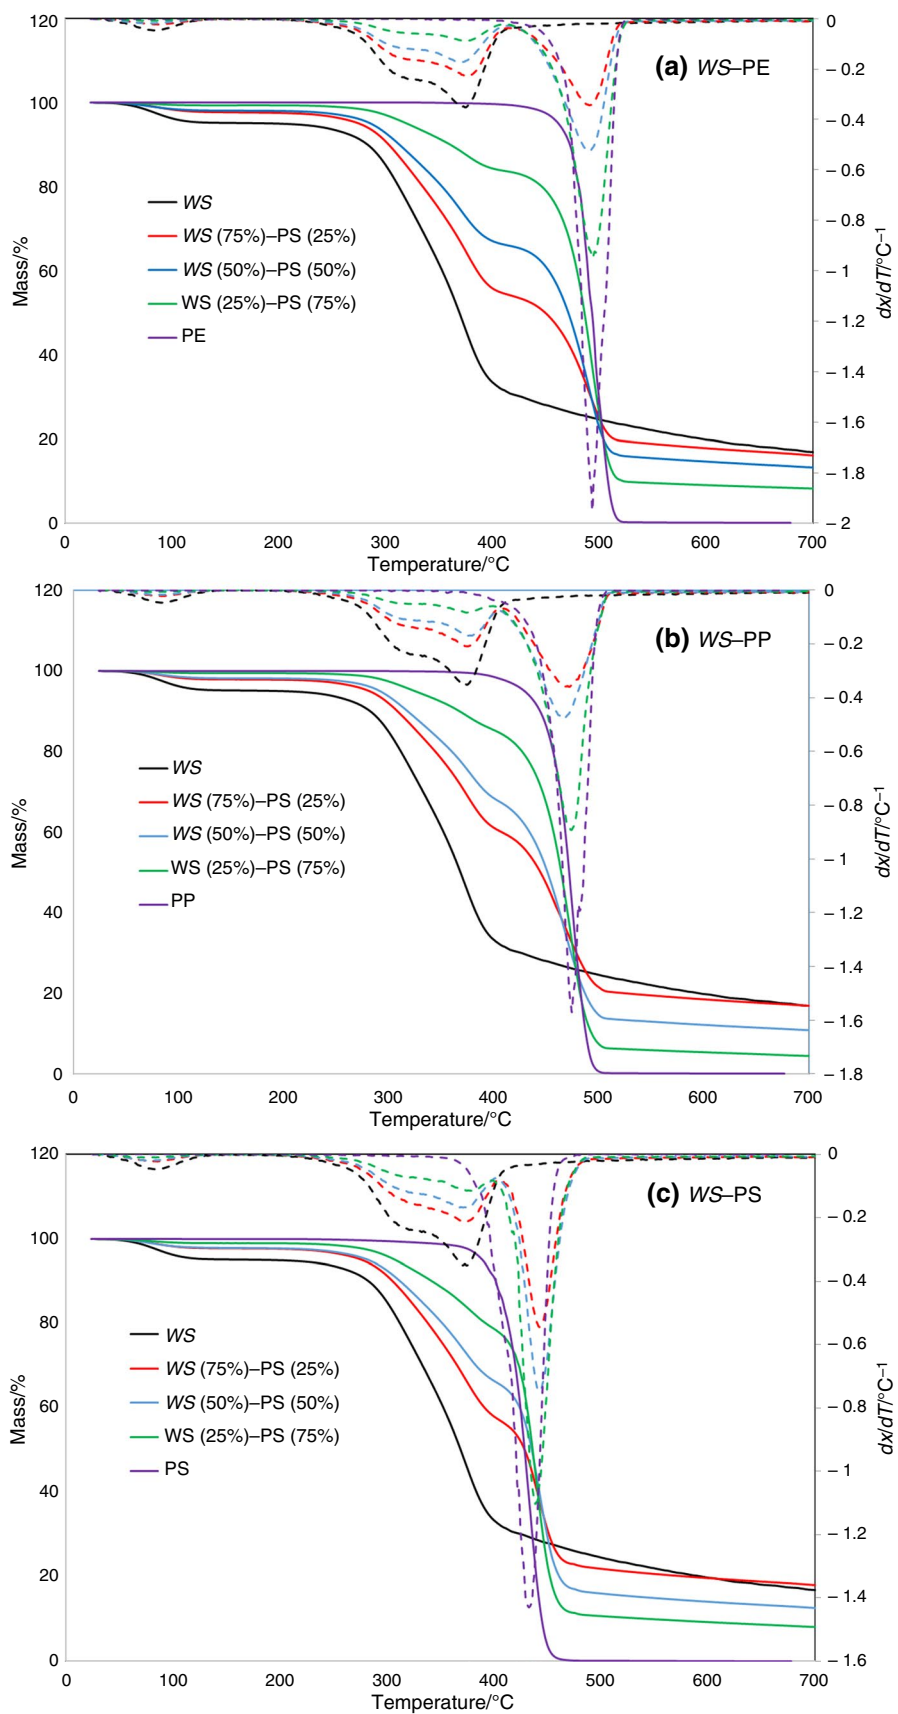 120
100
80
60
40
20
0
Mass/%
0
– 0.2
– 0.4
– 0.6
– 0.8
– 1
– 1.2
– 1.4
– 1.6
– 1.8
– 2
dx/dT/°C–1
(a) WS–PE
WS
WS (75%)–PS (25%)
WS (50%)–PS (50%)
WS (25%)–PS (75%)
PE
0 100 200 300 400 500 600 700
Temperature/°C
120
100
80
60
40
20
0
Mass/%
0
– 0.2
– 0.4
– 0.6
– 0.8
– 1
– 1.2
– 1.4
– 1.6
– 1.8
dx/dT/°C–1
(b) WS–PP
WS
WS (75%)–PS (25%)
WS (50%)–PS (50%)
WS (25%)–PS (75%)
PP
0 100 200 300 400 500 600 700
Temperature/°C
120
100
80
60
40
20
0
Mass/%
0
– 0.2
– 0.4
– 0.6
– 0.8
– 1
– 1.2
– 1.4
– 1.6
dx/dT/°C–1
(c) WS–PS
WS
WS (75%)–PS (25%)
WS (50%)–PS (50%)
WS (25%)–PS (75%)
PS
0 100 200 300 400 500 600 700
Temperature/°C